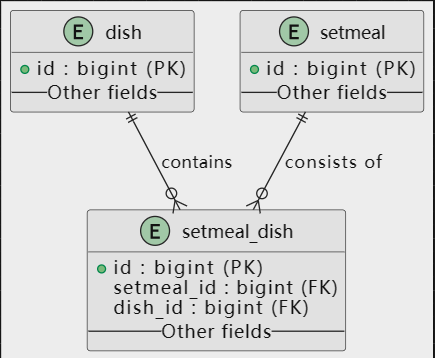 E dish
id : bigint (PK)
Other fields
E setmeal
id : bigint (PK)
Other fields
contains
consists of
E setmeal_dish
id : bigint (PK)
setmeal_id : bigint (FK)
dish_id : bigint (FK)
Other fields